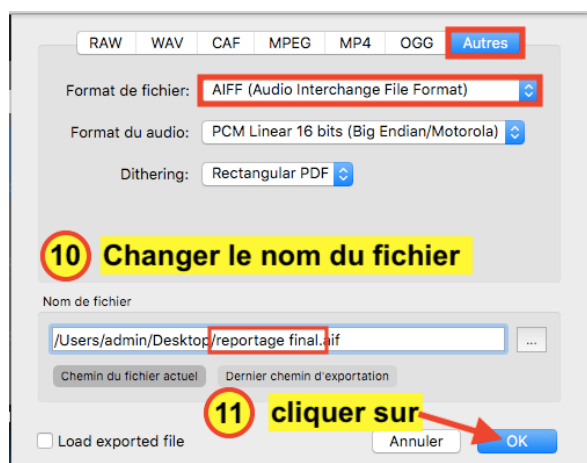 RAW WAV CAF MPEG MP4 OGG Autres
Format de fichier: AIFF (Audio Interchange File Format)
Format du audio: PCM Linear 16 bits (Big Endian/Motorola)
Dithering: Rectangular PDF
10 Changer le nom du fichier
Nom de fichier
/Users/admin/Desktop/reportage final.aif ...
Chemin du fichier actuel Dernier chemin d'exportation
11 cliquer sur
Load exported file Annuler OK